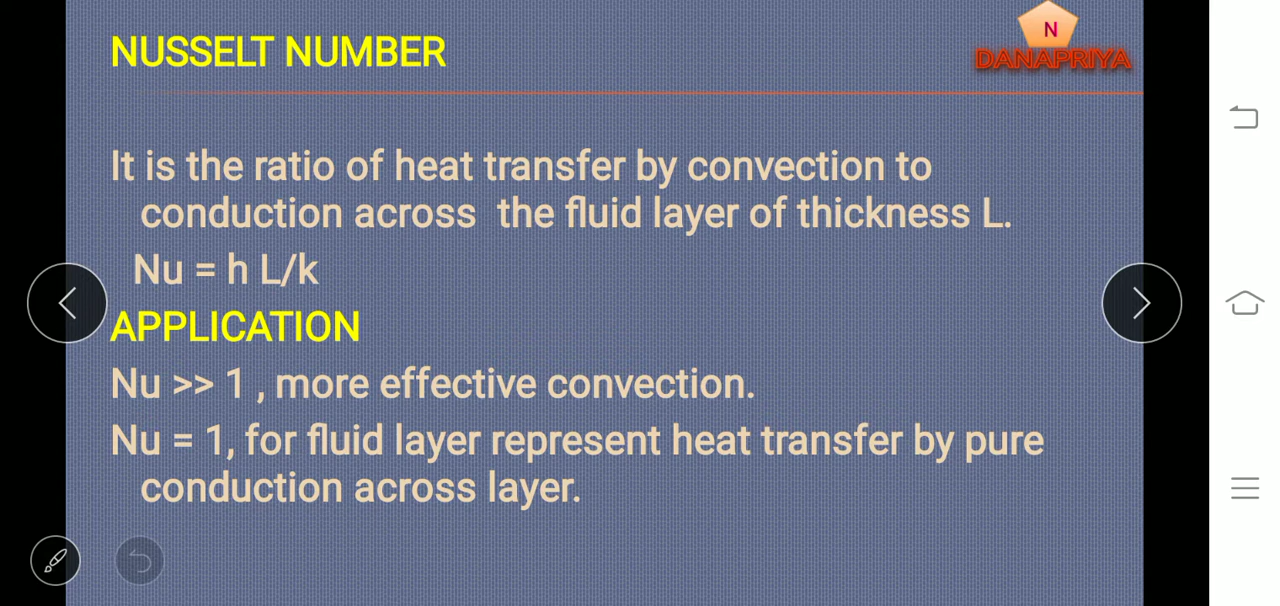 NUSSELT NUMBER
N
DANAPRIYA
It is the ratio of heat transfer by convection to
conduction across the fluid layer of thickness L.
Nu = h L/k
APPLICATION
Nu >> 1 , more effective convection.
Nu = 1, for fluid layer represent heat transfer by pure
conduction across layer.